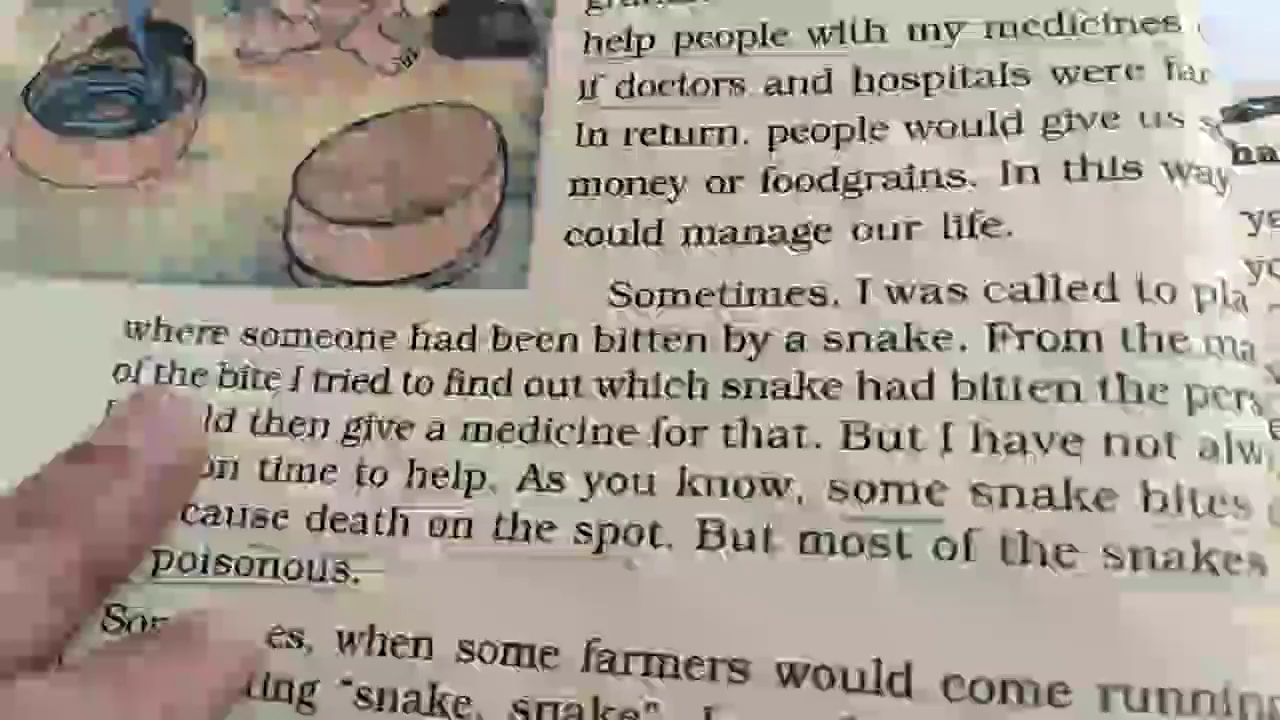 help people with my medicines
if doctors and hospitals were far
In return, people would give us
money or foodgrains. In this way
could manage our life.
Sometimes, I was called to pla
where someone had been bitten by a snake. From the ma
of the bite I tried to find out which snake had bitten the pers
ld then give a medicine for that. But I have not alw
on time to help. As you know, some snake bites
cause death on the spot. But most of the snakes
poisonous.
es, when some farmers would come running
ting "snake, snake", I